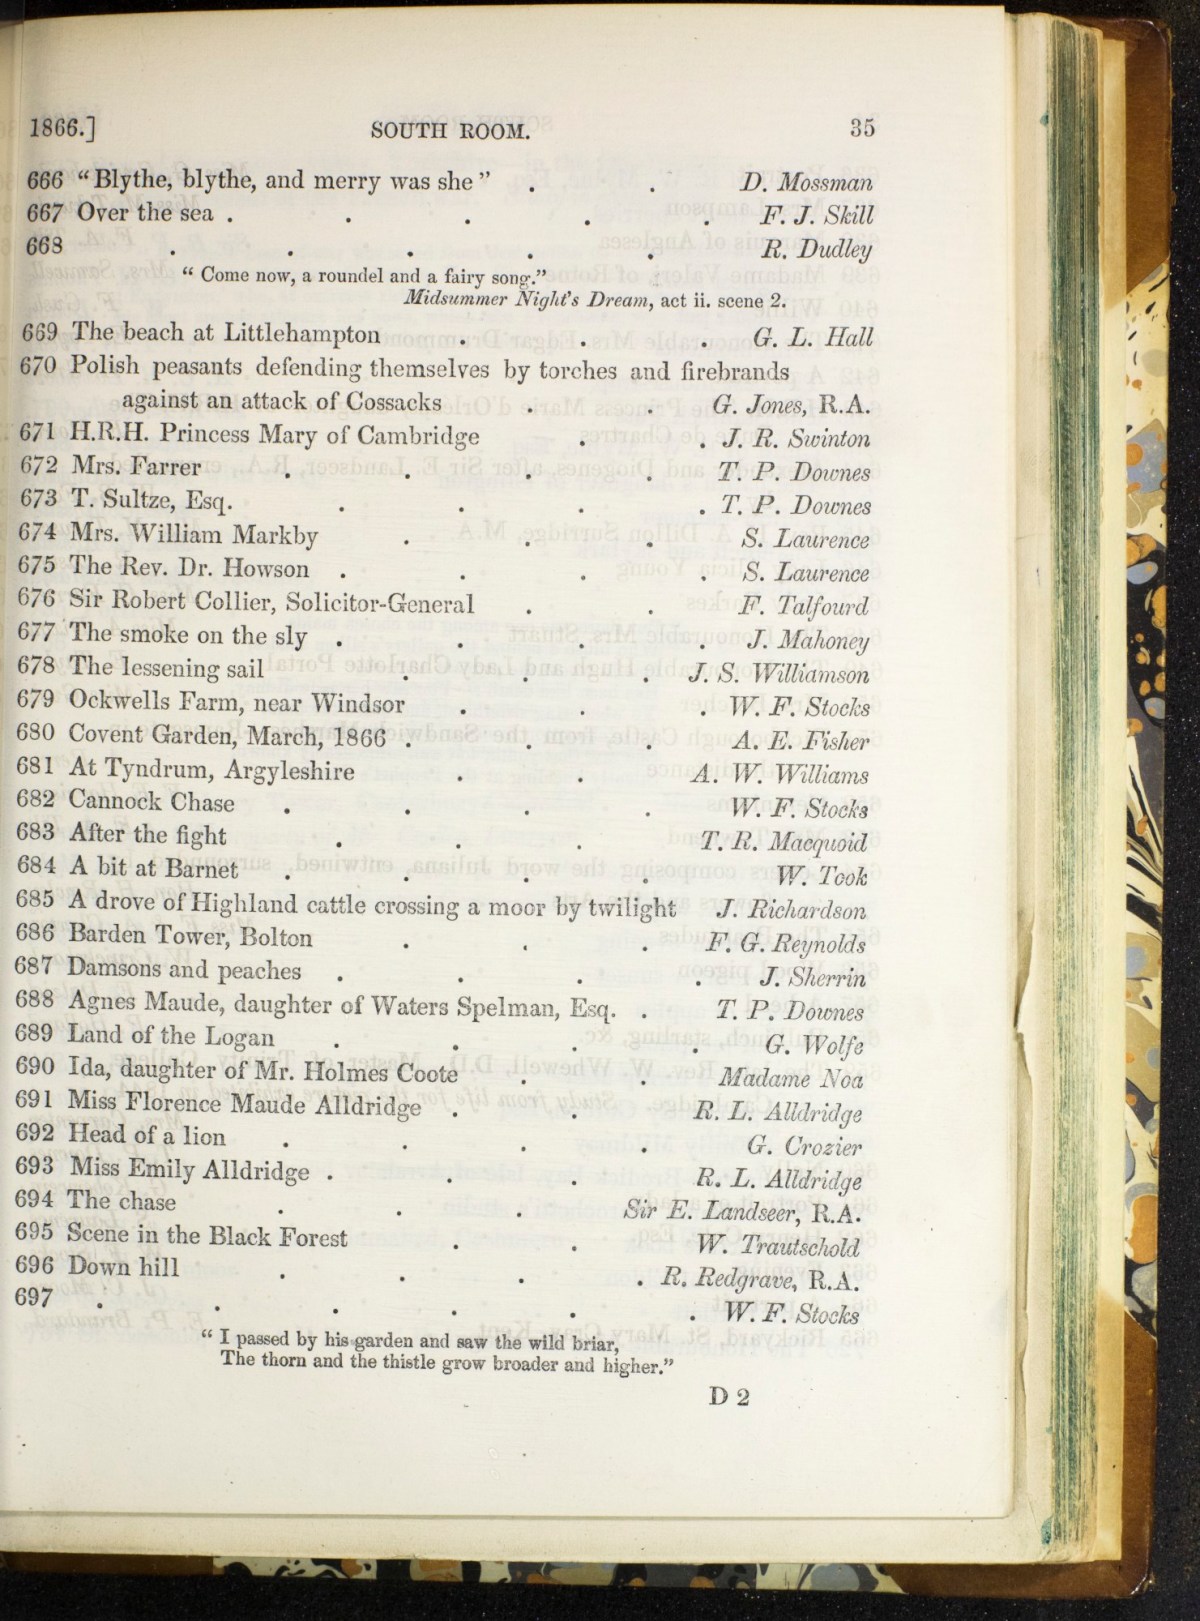 1866.] SOUTH ROOM. 35
666 “Blythe, blythe, and merry was she” . . D. Mossman
667 Over the sea . . . . . F. J. Skill
668 . . . . . R. Dudley
“Come now, a roundel and a fairy song.”
Midsummer Night's Dream, act ii. scene 2.
669 The beach at Littlehampton . . . G. L. Hall
670 Polish peasants defending themselves by torches and firebrands
against an attack of Cossacks . . G. Jones, R.A.
671 H.R.H. Princess Mary of Cambridge . . J. R. Swinton
672 Mrs. Farrer . . . . T. P. Downes
673 T. Sultze, Esq. . . . . T. P. Downes
674 Mrs. William Markby . . . S. Laurence
675 The Rev. Dr. Howson . . . . S. Laurence
676 Sir Robert Collier, Solicitor-General . . F. Talfourd
677 The smoke on the sly . . . . J. Mahoney
678 The lessening sail . . . J. S. Williamson
679 Ockwells Farm, near Windsor . . . W. F. Stocks
680 Covent Garden, March, 1866 . . . A. E. Fisher
681 At Tyndrum, Argyleshire . . A. W. Williams
682 Cannock Chase . . . . W. F. Stocks
683 After the fight . . . T. R. Macquoid
684 A bit at Barnet . . . . W. Took
685 A drove of Highland cattle crossing a moor by twilight J. Richardson
686 Barden Tower, Bolton . . . F. G. Reynolds
687 Damsons and peaches . . . . J. Sherrin
688 Agnes Maude, daughter of Waters Spelman, Esq. . T. P. Downes
689 Land of the Logan . . . . G. Wolfe
690 Ida, daughter of Mr. Holmes Coote . . Madame Noa
691 Miss Florence Maude Alldridge . . R. L. Alldridge
692 Head of a lion . . . . G. Crozier
693 Miss Emily Alldridge . . . R. L. Alldridge
694 The chase . . . Sir E. Landseer, R.A.
695 Scene in the Black Forest . . W. Trautschold
696 Down hill . . . . R. Redgrave, R.A.
697 . . . . . . W. F. Stocks
“I passed by his garden and saw the wild briar,
The thorn and the thistle grow broader and higher.”
D 2